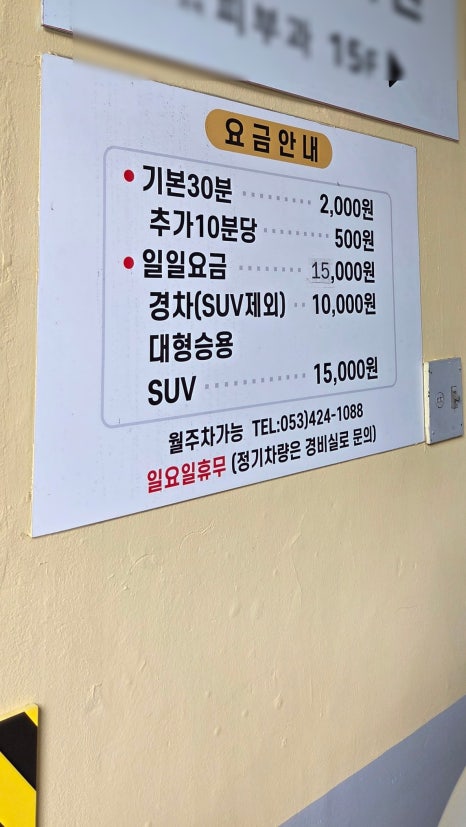 피부과 15F
요금안내
기본30분 2,000원
추가10분당 500원
일일요금 15,000원
경차(SUV제외) 10,000원
대형승용
SUV 15,000원
월주차가능 TEL:053)424-1088
일요일휴무 (정기차량은 경비실로 문의)